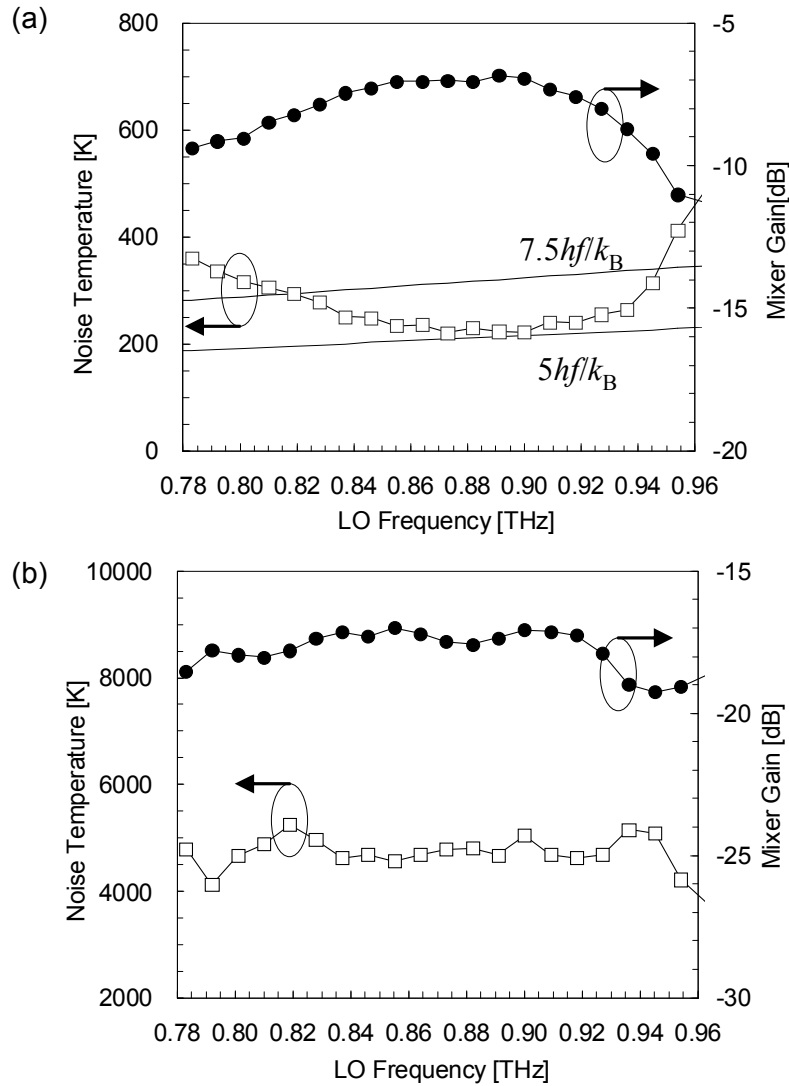 (a)
800
600
400
200
0
Noise Temperature [K]
-5
-10
-15
-20
Mixer Gain[dB]
7.5hf/k_B
5hf/k_B
0.78 0.80 0.82 0.84 0.86 0.88 0.90 0.92 0.94 0.96
LO Frequency [THz]
(b)
10000
8000
6000
4000
2000
Noise Temperature [K]
-15
-20
-25
-30
Mixer Gain [dB]
0.78 0.80 0.82 0.84 0.86 0.88 0.90 0.92 0.94 0.96
LO Frequency [THz]